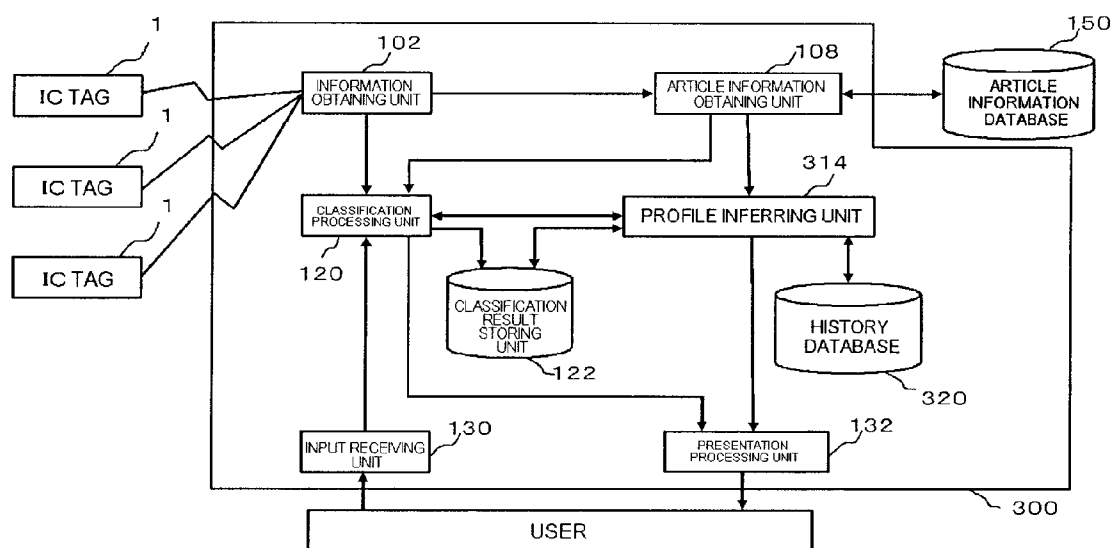 1
102
108
150
IC TAG
INFORMATION
OBTAINING UNIT
ARTICLE INFORMATION
OBTAINING UNIT
ARTICLE
INFORMATION
DATABASE
1
IC TAG
314
CLASSIFICATION
PROCESSING UNIT
PROFILE INFERRING UNIT
1
IC TAG
120
CLASSIFICATION
RESULT
STORING
UNIT
HISTORY
DATABASE
122
320
INPUT RECEIVING
UNIT
130
PRESENTATION
PROCESSING UNIT
132
300
USER